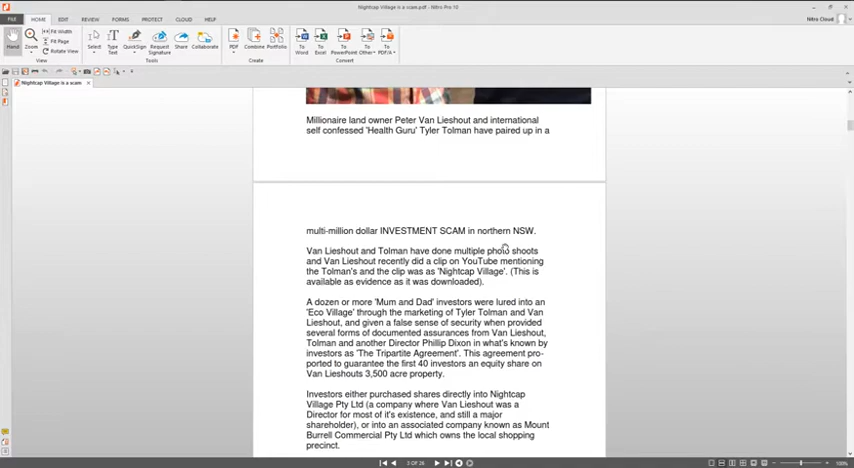 Nightcap Village is a scam.pdf - Nitro Pro 10
FILE HOME EDIT REVIEW FORMS PROTECT CLOUD HELP
Nitro Cloud
Hand
Zoom
Fit Width
Fit Page
Rotate View
View
Select
Type Text
QuickSign
Request Signature
Share
Collaborate
Tools
PDF
Combine
Portfolio
Create
To Word
To Excel
To PowerPoint
To Other
To PDF/A
Convert
Nightcap Village is a scam
Millionaire land owner Peter Van Lieshout and international
self confessed 'Health Guru' Tyler Tolman have paired up in a
multi-million dollar INVESTMENT SCAM in northern NSW.
Van Lieshout and Tolman have done multiple photo shoots
and Van Lieshout recently did a clip on YouTube mentioning
the Tolman's and the clip was as 'Nightcap Village'. (This is
available as evidence as it was downloaded).
A dozen or more 'Mum and Dad' investors were lured into an
'Eco Village' through the marketing of Tyler Tolman and Van
Lieshout, and given a false sense of security when provided
several forms of documented assurances from Van Lieshout,
Tolman and another Director Phillip Dixon in what's known by
investors as 'The Tripartite Agreement'. This agreement pro-
ported to guarantee the first 40 investors an equity share on
Van Lieshouts 3,500 acre property.
Investors either purchased shares directly into Nightcap
Village Pty Ltd (a company where Van Lieshout was a
Director for most of it's existence, and still a major
shareholder), or into an associated company known as Mount
Burrell Commercial Pty Ltd which owns the local shopping
precinct.
100%